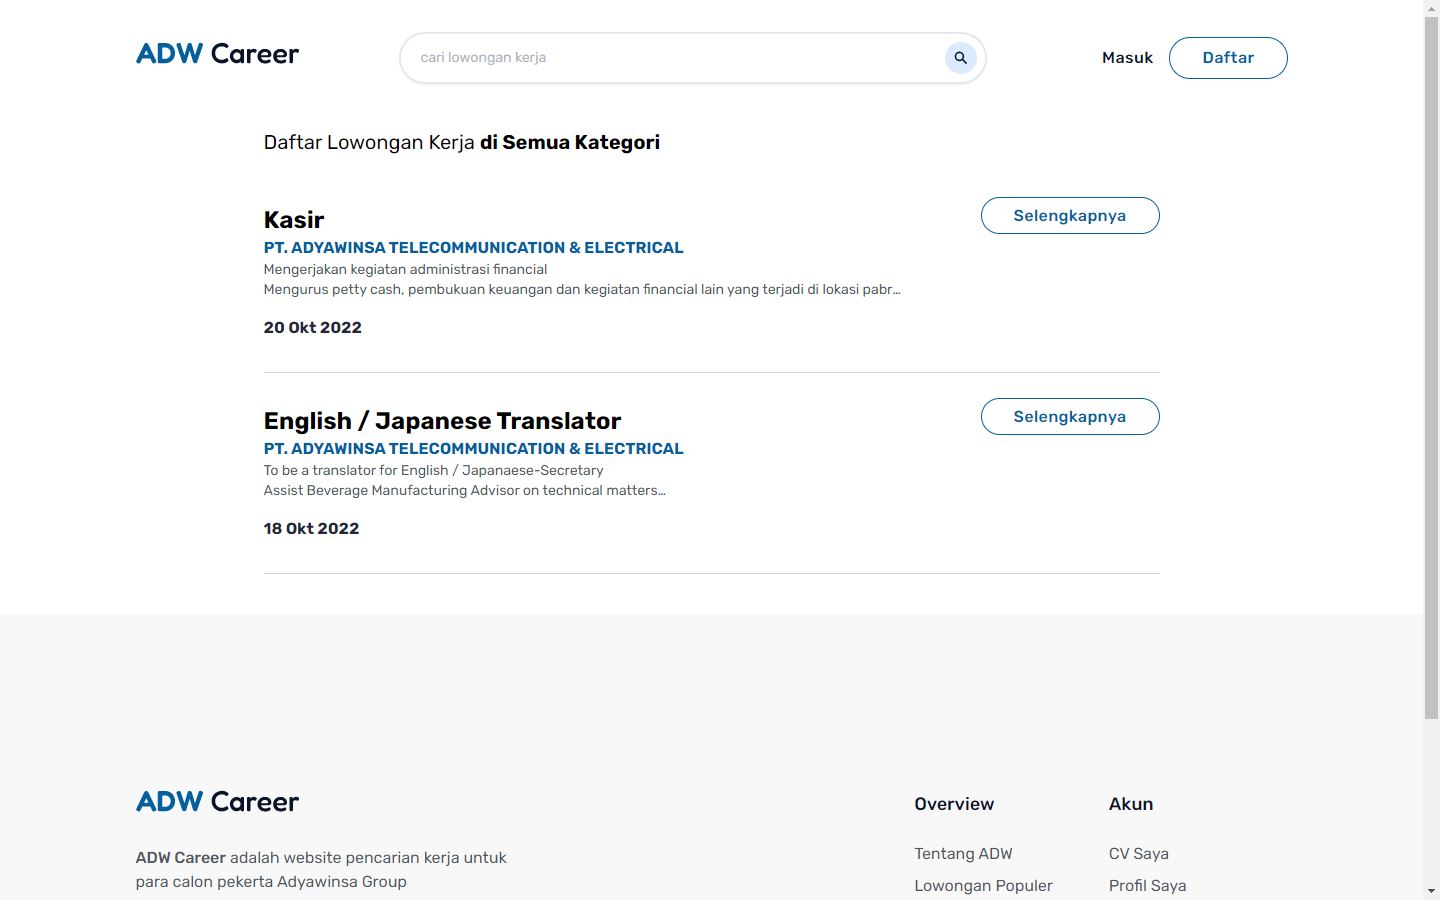 ADW Career
cari lowongan kerja
Masuk
Daftar
Daftar Lowongan Kerja di Semua Kategori
Kasir
Selengkapnya
PT. ADYAWINSA TELECOMMUNICATION & ELECTRICAL
Mengerjakan kegiatan administrasi financial
Mengurus petty cash, pembukuan keuangan dan kegiatan financial lain yang terjadi di lokasi pabr...
20 Okt 2022
English / Japanese Translator
Selengkapnya
PT. ADYAWINSA TELECOMMUNICATION & ELECTRICAL
To be a translator for English / Japanaese-Secretary
Assist Beverage Manufacturing Advisor on technical matters...
18 Okt 2022
ADW Career
ADW Career adalah website pencarian kerja untuk
para calon pekerta Adyawinsa Group
Overview
Tentang ADW
Lowongan Populer
Akun
CV Saya
Profil Saya